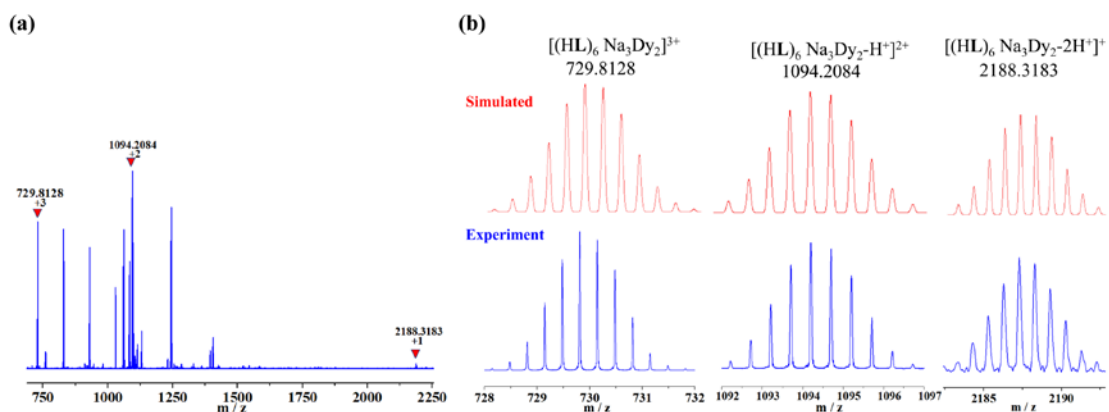 (a)
1094.2084
+2
729.8128
+3
2188.3183
+1
750 1000 1250 1500 1750 2000 2250
m / z
(b)
[(HL)6 Na3Dy2]3+
729.8128
[(HL)6 Na3Dy2-H+]2+
1094.2084
[(HL)6 Na3Dy2-2H+]+
2188.3183
Simulated
Experiment
728 729 730 731 732
m / z
1092 1093 1094 1095 1096 1097
m / z
2185 2190
m / z